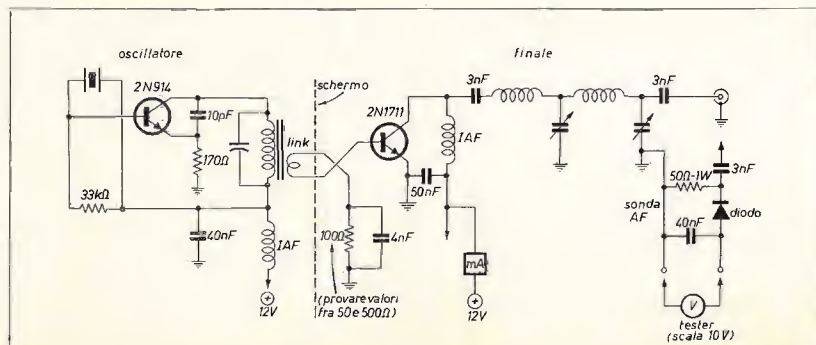 oscillatore
finale
2N914
10pF
170Ω
33kΩ
40nF
IAF
12V
schermo
link
2N1711
3nF
IAF
50nF
100Ω
4nF
(provare valori
fra 50 e 500Ω)
mA
12V
3nF
3nF
50Ω-1W
sonda
AF
diodo
40nF
V
tester
(scala 10V)